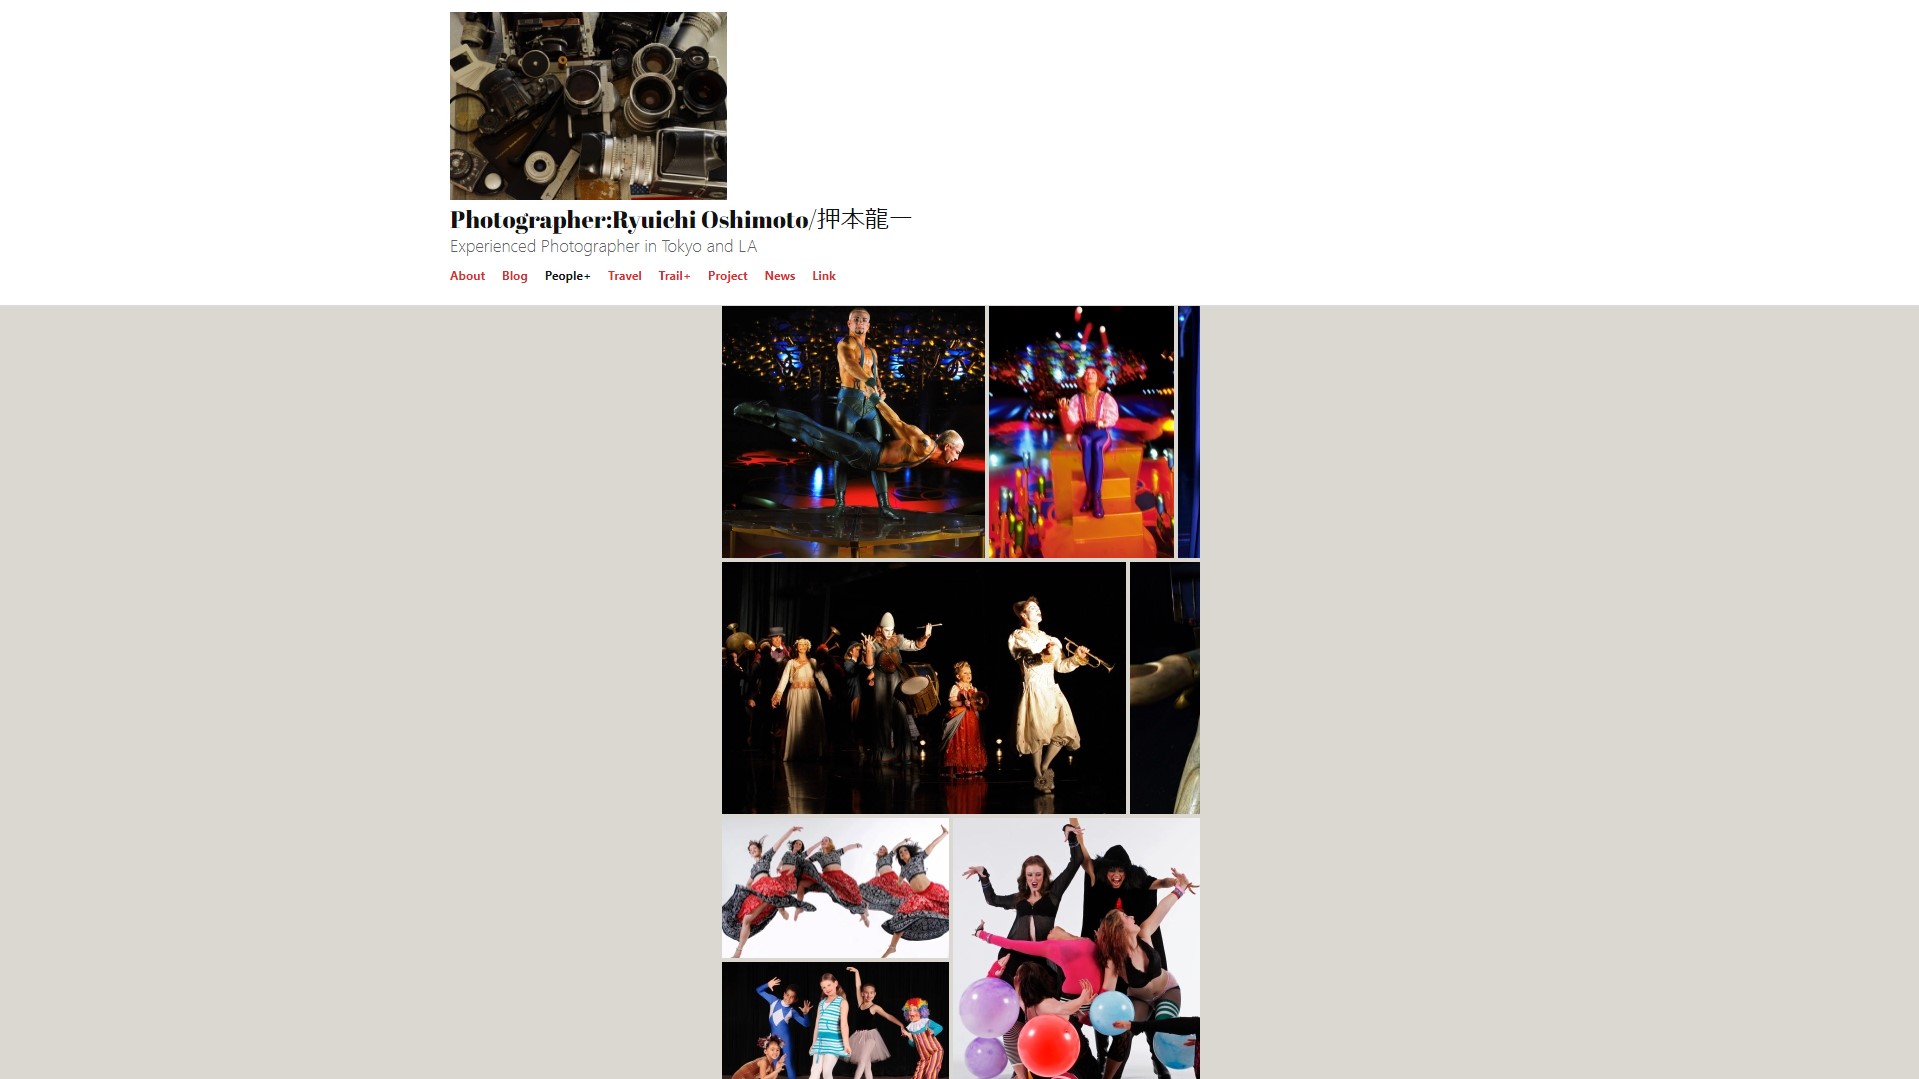 Photographer:Ryuichi Oshimoto/押本龍一
Experienced Photographer in Tokyo and LA
About Blog People+ Travel Trail+ Project News Link